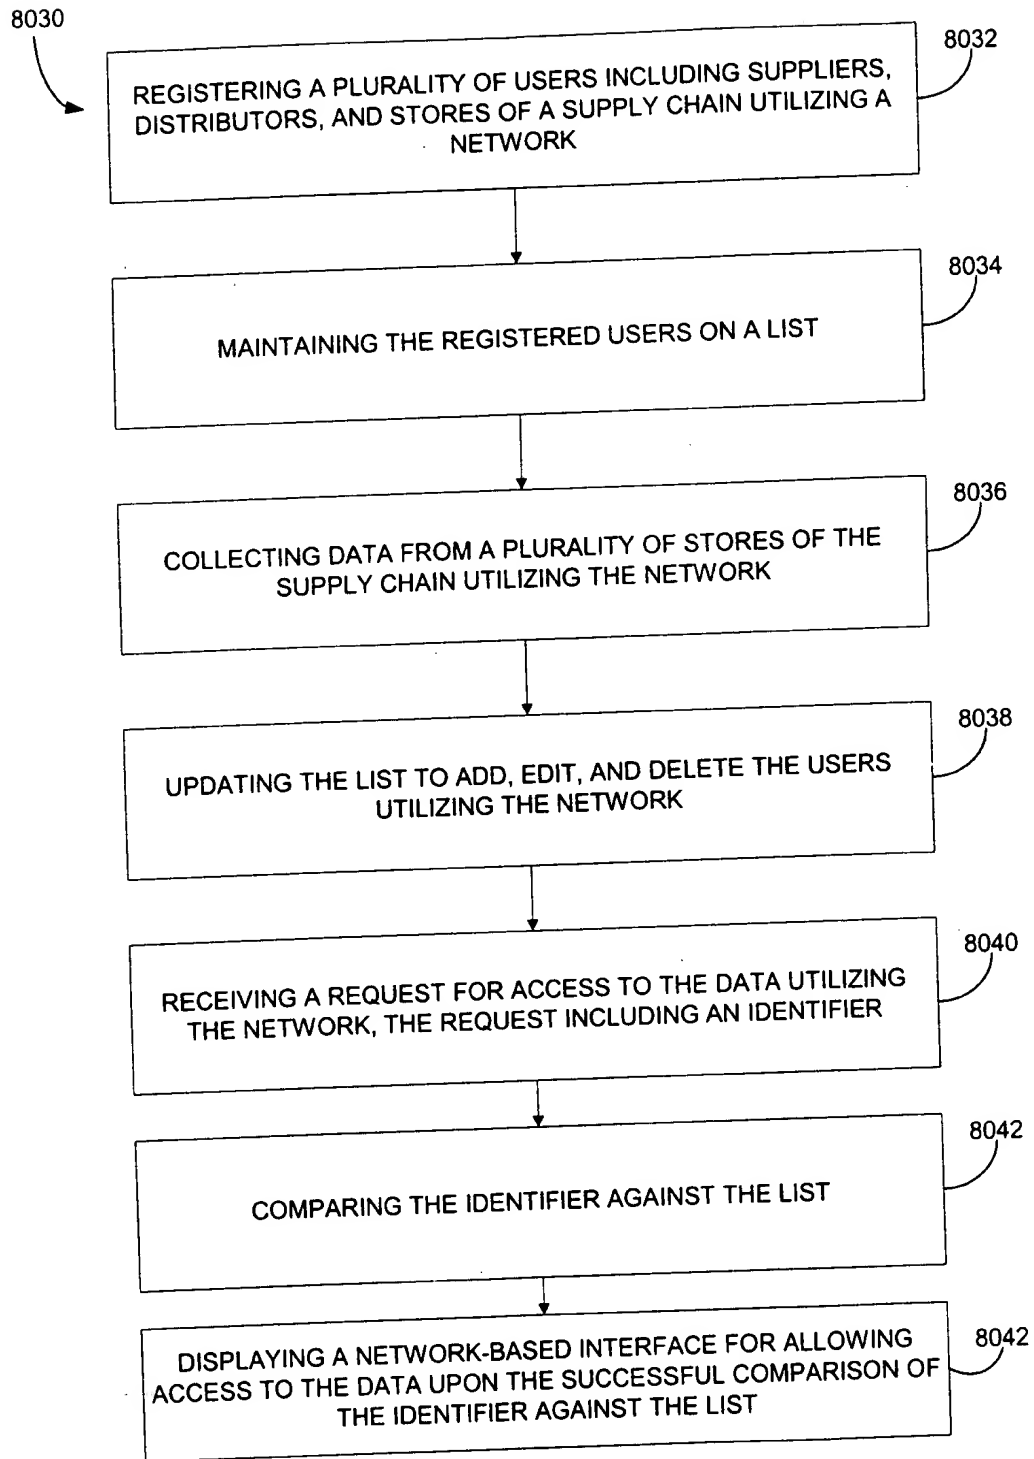 8030
8032
REGISTERING A PLURALITY OF USERS INCLUDING SUPPLIERS,
DISTRIBUTORS, AND STORES OF A SUPPLY CHAIN UTILIZING A
NETWORK
8034
MAINTAINING THE REGISTERED USERS ON A LIST
8036
COLLECTING DATA FROM A PLURALITY OF STORES OF THE
SUPPLY CHAIN UTILIZING THE NETWORK
8038
UPDATING THE LIST TO ADD, EDIT, AND DELETE THE USERS
UTILIZING THE NETWORK
8040
RECEIVING A REQUEST FOR ACCESS TO THE DATA UTILIZING
THE NETWORK, THE REQUEST INCLUDING AN IDENTIFIER
8042
COMPARING THE IDENTIFIER AGAINST THE LIST
8042
DISPLAYING A NETWORK-BASED INTERFACE FOR ALLOWING
ACCESS TO THE DATA UPON THE SUCCESSFUL COMPARISON OF
THE IDENTIFIER AGAINST THE LIST